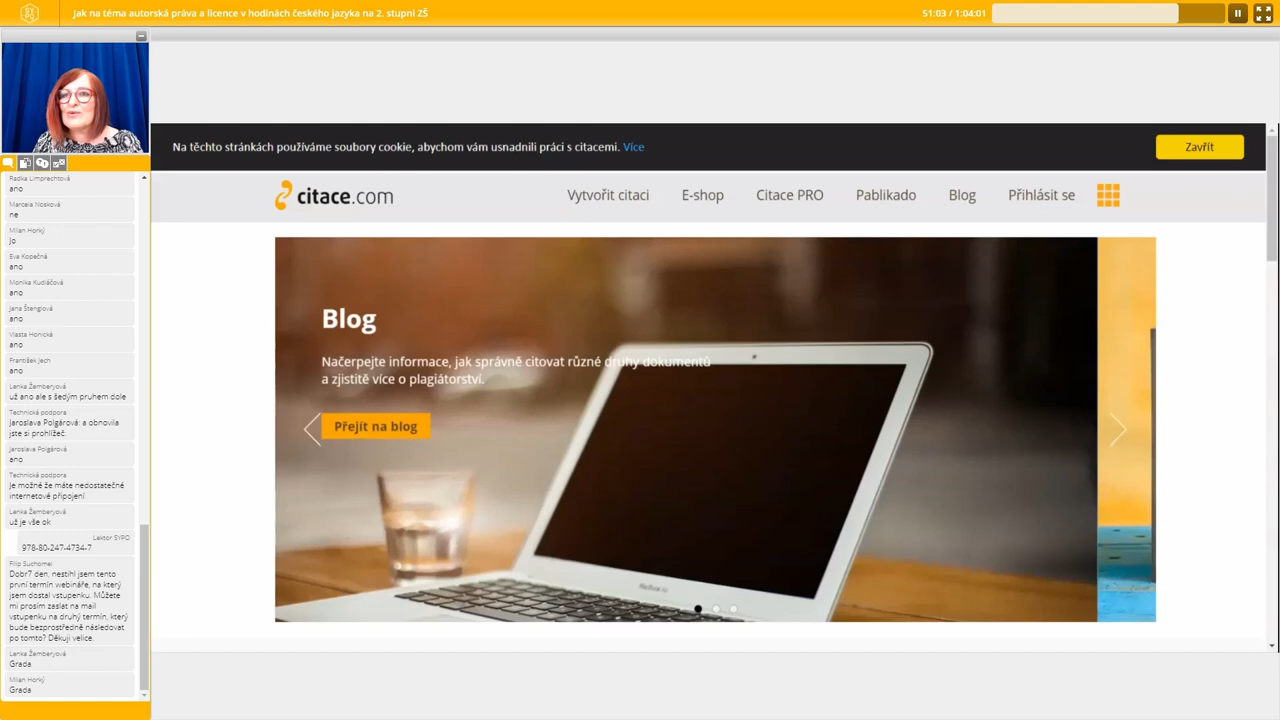 Jak na téma autorská práva a licence v hodinách českého jazyka na 2. stupni ZŠ
51:03 / 1:04:01
Radka Limprechtová
ano
Marcela Nosková
ne
Milan Horký
jo
Eva Kopečná
ano
Monika Kudláčová
ano
Jana Štenglová
ano
Vlasta Honická
ano
František Jech
ano
Lenka Žemberyová
už ano ale s šedým pruhem dole
Technická podpora
Jaroslava Polgárová: a obnovila
jste si prohlížeč:
Jaroslava Polgárová
ano
Technická podpora
Je možné že máte nedostatečné
internetové připojení
Lenka Žemberyová
už je vše ok
Lektor SYPO
978-80-247-4734-7
Filip Suchomel
Dobr7 den, nestihl jsem tento
první termín webináře, na který
jsem dostal vstupenku. Můžete
mi prosím zaslat na mail
vstupenku na druhý termín, který
bude bezprostředně následovat
po tomto? Děkuji velice.
Lenka Žemberyová
Grada
Milan Horký
Grada
Na těchto stránkách používáme soubory cookie, abychom vám usnadnili práci s citacemi. Více
Zavřít
citace.com
Vytvořit citaci
E-shop
Citace PRO
Pablikado
Blog
Přihlásit se
Blog
Načerpejte informace, jak správně citovat různé druhy dokumentů
a zjistitě více o plagiátorství.
Přejít na blog